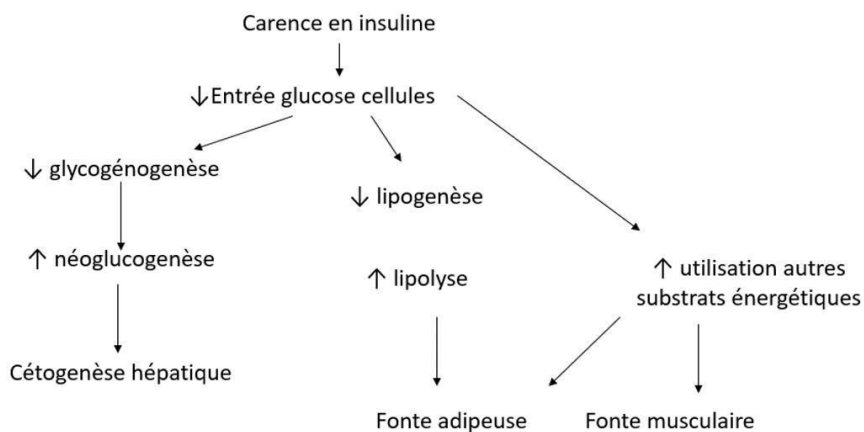 Carence en insuline
↓Entrée glucose cellules
↓ glycogénogenèse
↓ lipogenèse
↑ néoglucogenèse
↑ lipolyse
↑ utilisation autres
substrats énergétiques
Cétogenèse hépatique
Fonte adipeuse
Fonte musculaire